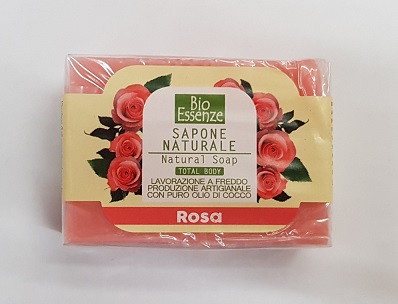 Bio
Essenze
SAPONE
NATURALE
Natural Soap
TOTAL BODY
LAVORAZIONE A FREDDO
PRODUZIONE ARTIGIANALE
CON PURO OLIO DI COCCO
Rosa